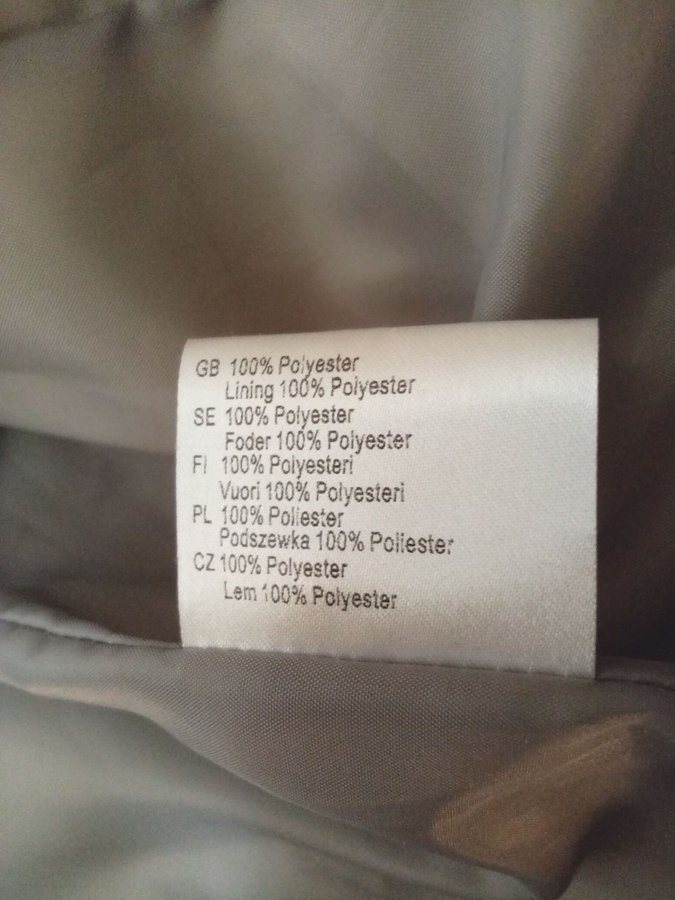 GB 100% Polyester
Lining 100% Polyester
SE 100% Polyester
Foder 100% Polyester
FI 100% Polyesteri
Vuori 100% Polyesteri
PL 100% Poliester
Podszewka 100% Poliester
CZ 100% Polyester
Lem 100% Polyester